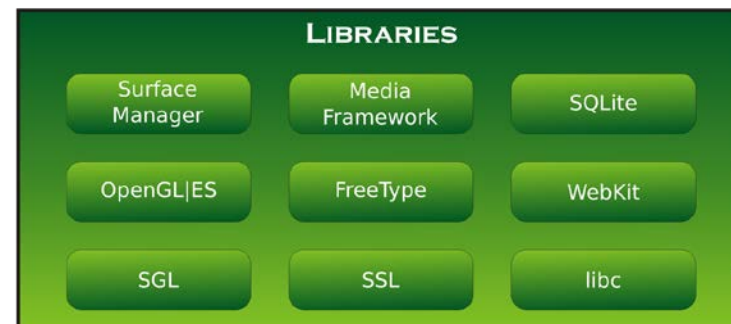 LIBRARIES
Surface
Manager
Media
Framework
SQLite
OpenGL|ES
FreeType
WebKit
SGL
SSL
libc